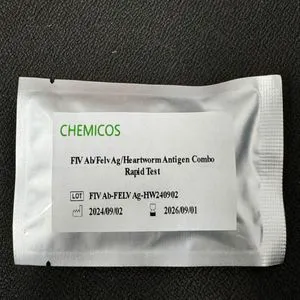 CHEMICOS
FIV Ab/Felv Ag/Heartworm Antigen Combo
Rapid Test
LOT FIV Ab-FELV Ag-HW240902
2024/09/02 2026/09/01